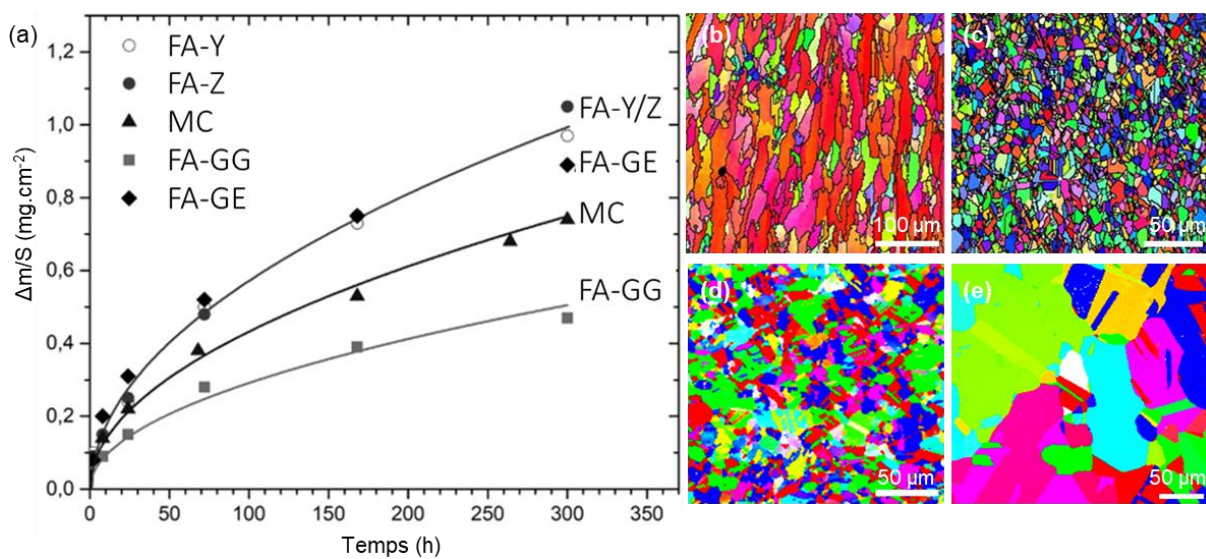 (a)
Δm/S (mg.cm⁻²)
1,2
1,0
0,8
0,6
0,4
0,2
0,0
FA-Y
FA-Z
MC
FA-GG
FA-GE
FA-Y/Z
FA-GE
MC
FA-GG
0 50 100 150 200 250 300 350
Temps (h)
(b)
100 µm
(c)
50 µm
(d)
50 µm
(e)
50 µm